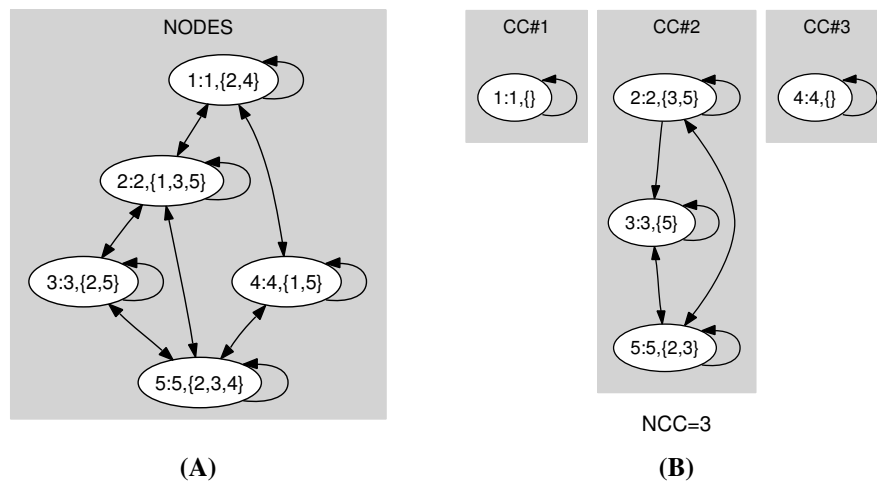 NODES
1:1,{2,4}
2:2,{1,3,5}
3:3,{2,5}
4:4,{1,5}
5:5,{2,3,4}
(A)
CC#1
1:1,{}
CC#2
2:2,{3,5}
3:3,{5}
5:5,{2,3}
CC#3
4:4,{}
NCC=3
(B)